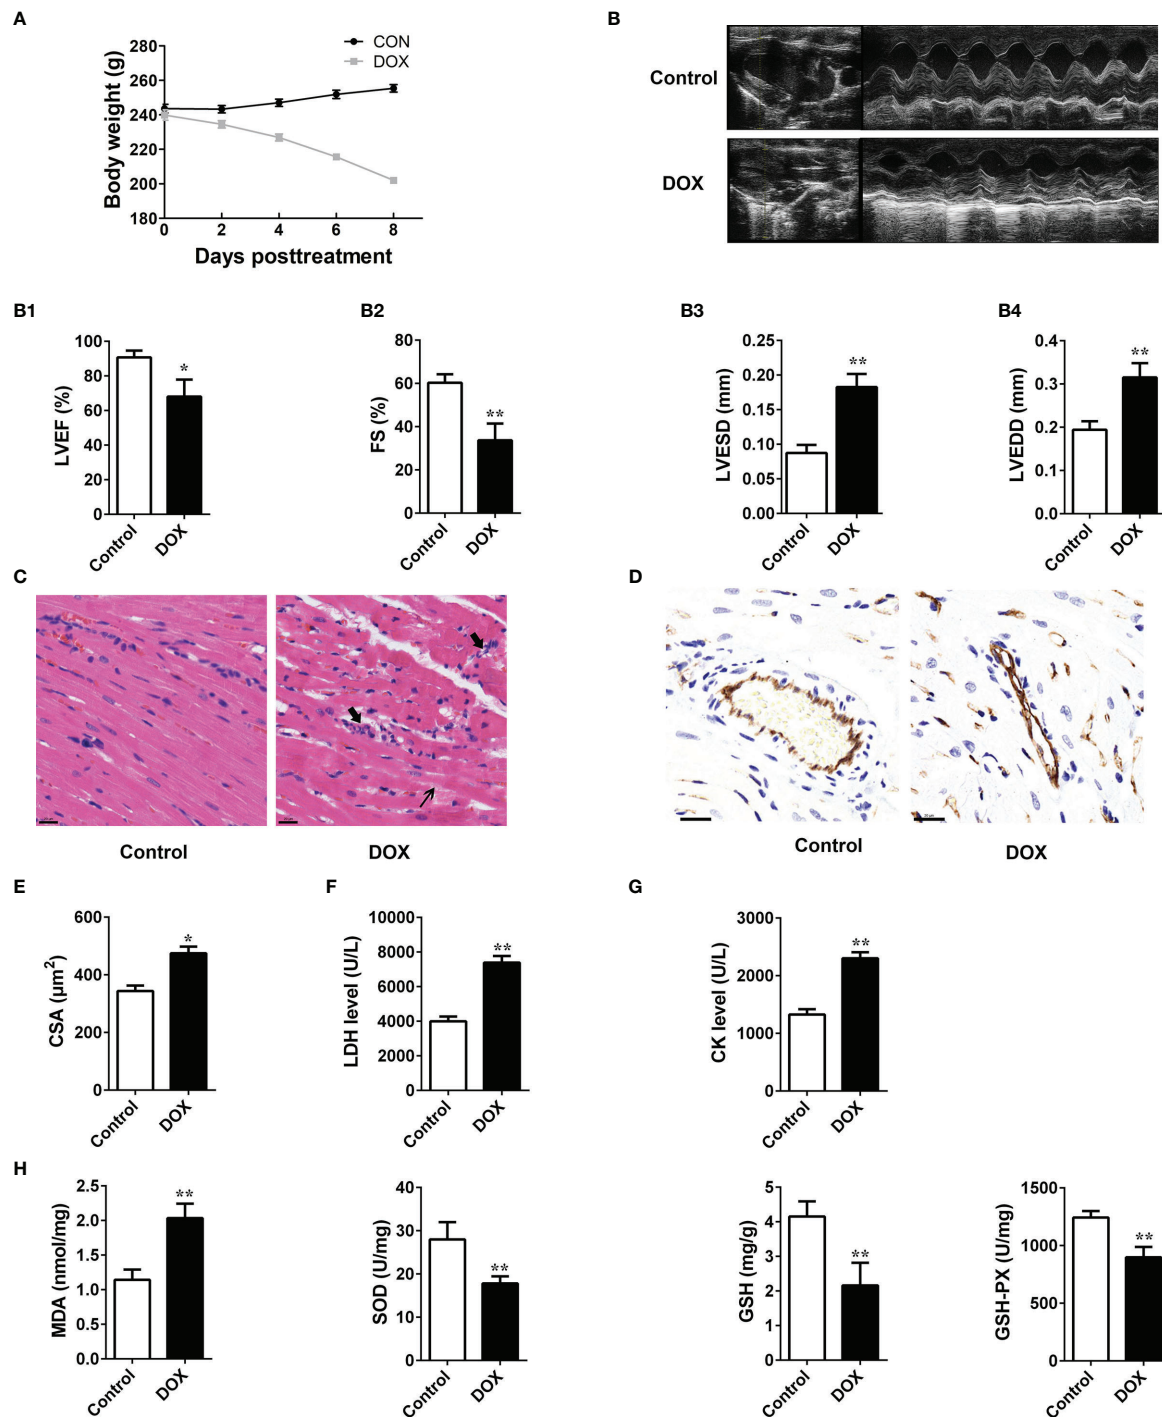 A
Body weight (g)
280
260
240
220
200
180
0 2 4 6 8
Days posttreatment
CON
DOX
B
Control
DOX
B1
LVEF (%)
100
80
60
40
20
0
*
Control
DOX
B2
FS (%)
80
60
40
20
0
**
Control
DOX
B3
LVESD (mm)
0.25
0.20
0.15
0.10
0.05
0.00
**
Control
DOX
B4
LVEDD (mm)
0.4
0.3
0.2
0.1
0.0
**
Control
DOX
C
Control
DOX
D
Control
DOX
E
CSA (µm²)
600
400
200
0
*
Control
DOX
F
LDH level (U/L)
10000
8000
6000
4000
2000
0
**
Control
DOX
G
CK level (U/L)
3000
2000
1000
0
**
Control
DOX
H
MDA (nmol/mg)
2.5
2.0
1.5
1.0
0.5
0.0
**
Control
DOX
SOD (U/mg)
40
30
20
10
0
**
Control
DOX
GSH (mg/g)
5
4
3
2
1
0
**
Control
DOX
GSH-PX (U/mg)
1500
1000
500
0
**
Control
DOX